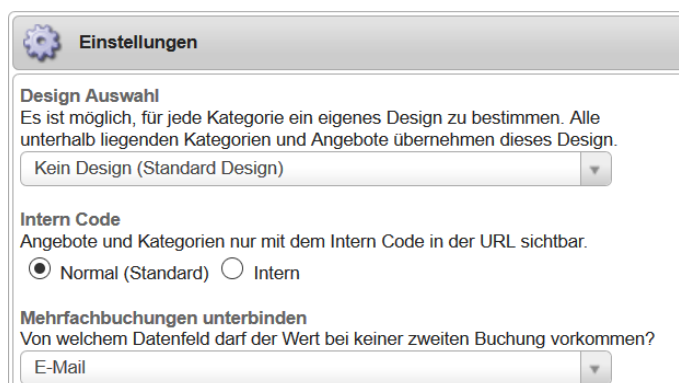 Einstellungen
Design Auswahl
Es ist möglich, für jede Kategorie ein eigenes Design zu bestimmen. Alle
unterhalb liegenden Kategorien und Angebote übernehmen dieses Design.
Kein Design (Standard Design)
Intern Code
Angebote und Kategorien nur mit dem Intern Code in der URL sichtbar.
Normal (Standard) Intern
Mehrfachbuchungen unterbinden
Von welchem Datenfeld darf der Wert bei keiner zweiten Buchung vorkommen?
E-Mail